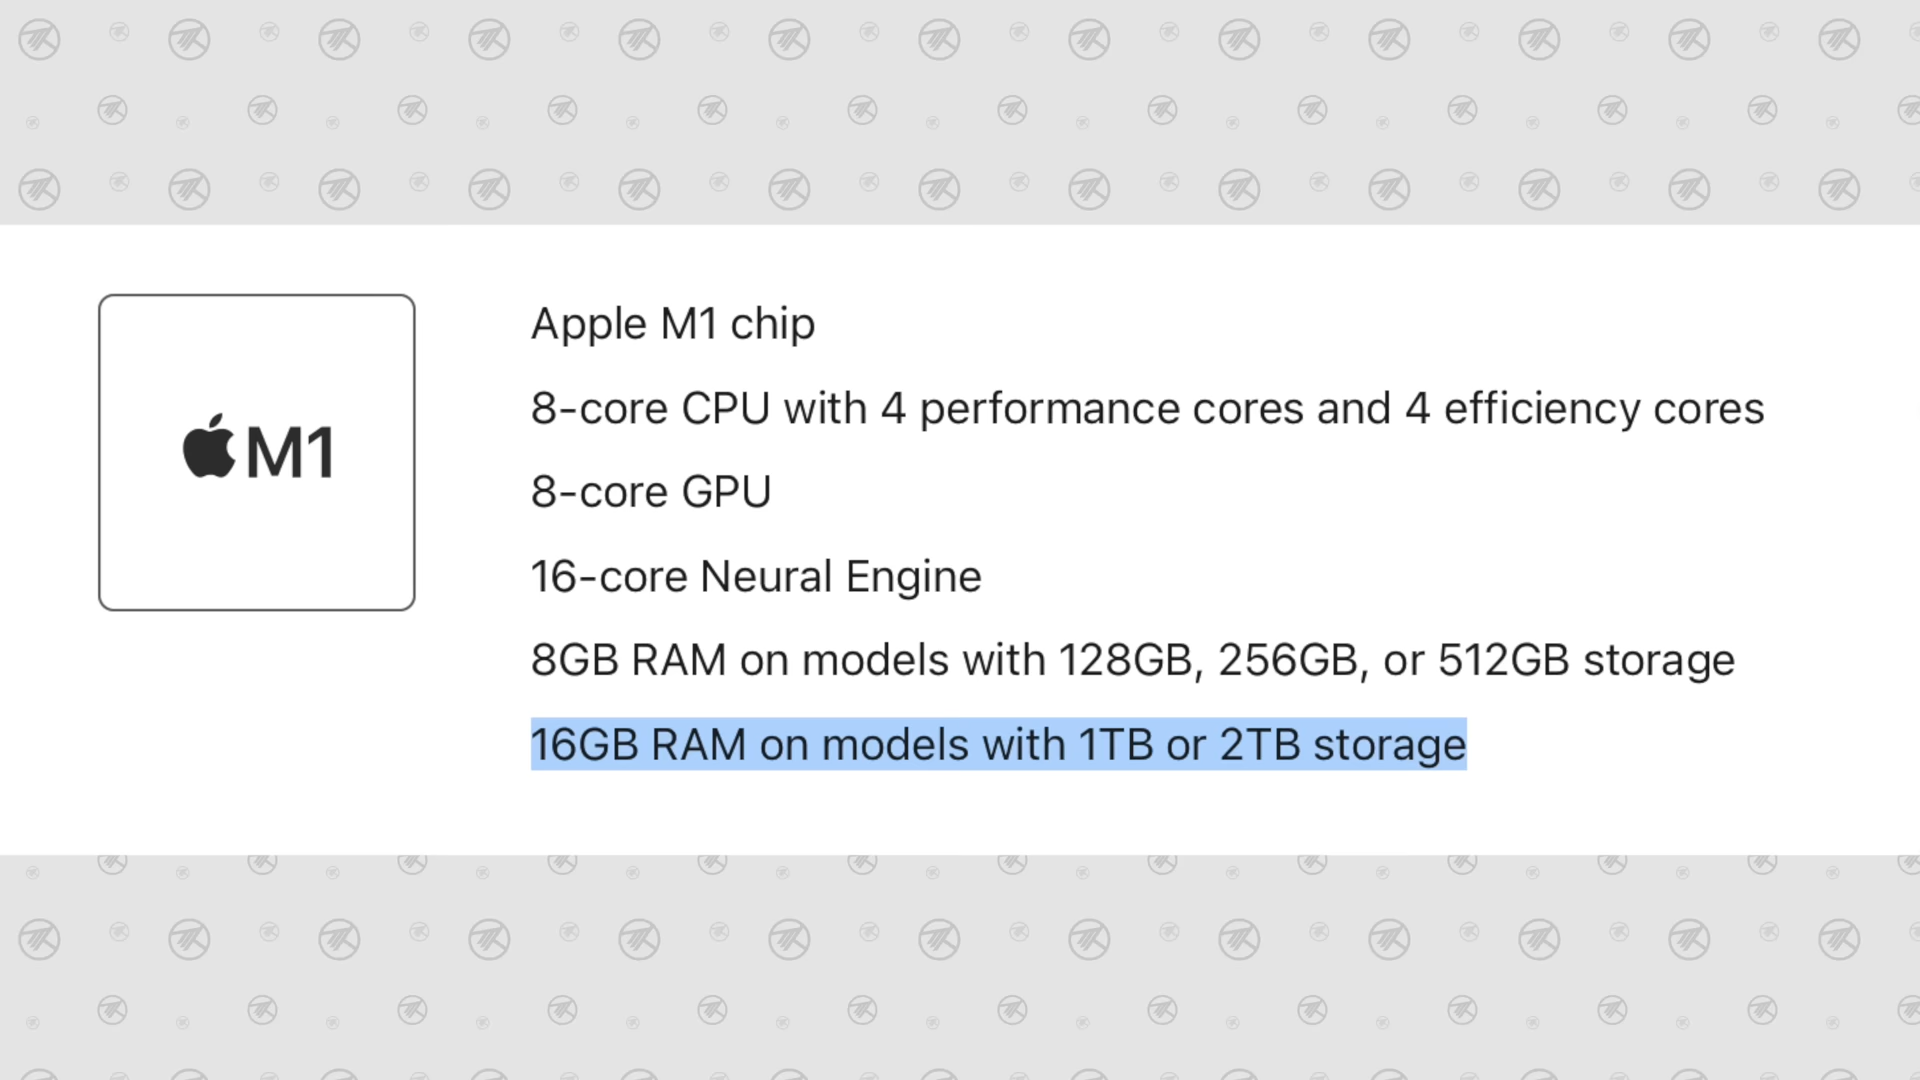 M1
Apple M1 chip
8-core CPU with 4 performance cores and 4 efficiency cores
8-core GPU
16-core Neural Engine
8GB RAM on models with 128GB, 256GB, or 512GB storage
16GB RAM on models with 1TB or 2TB storage